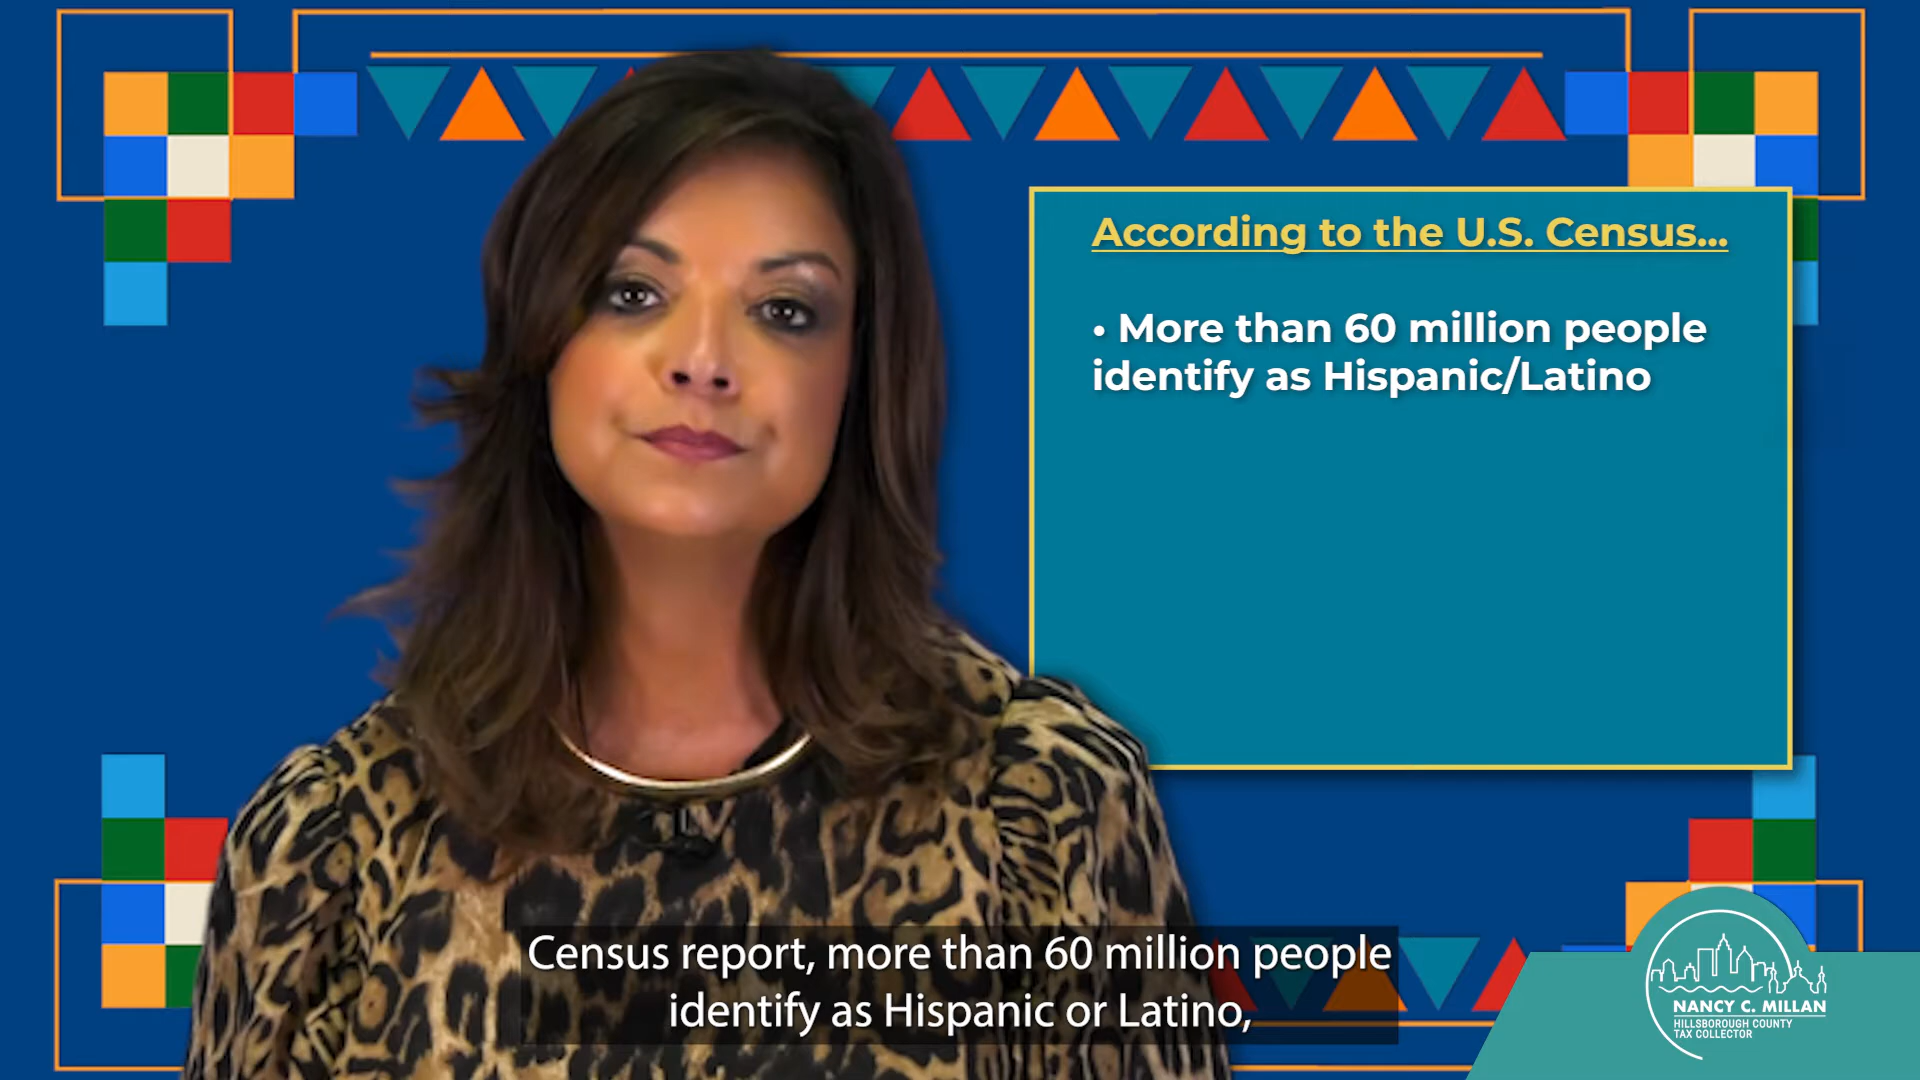 According to the U.S. Census...
• More than 60 million people
identify as Hispanic/Latino
Census report, more than 60 million people
identify as Hispanic or Latino,
NANCY C. MILLAN
HILLSBOROUGH COUNTY
TAX COLLECTOR